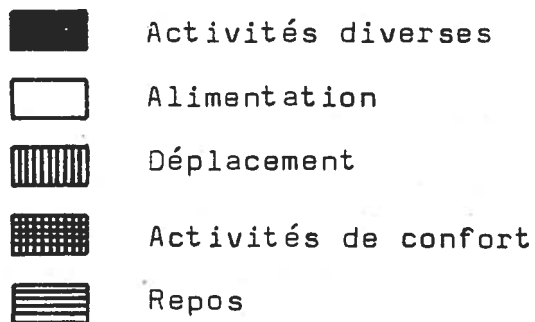 Activités diverses
Alimentation
Déplacement
Activités de confort
Repos